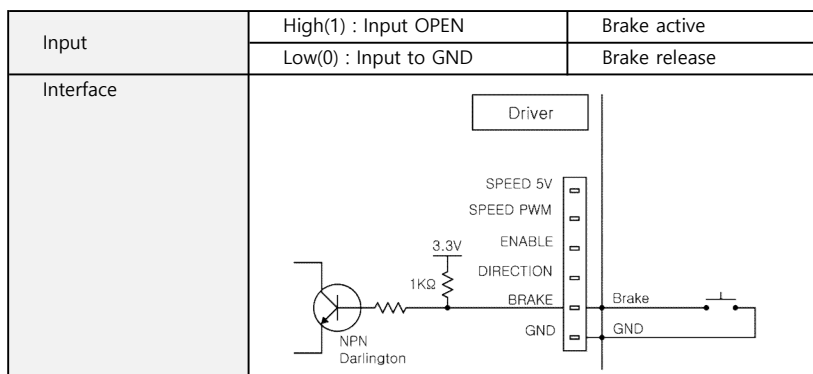 Input
High(1) : Input OPEN
Brake active
Low(0) : Input to GND
Brake release
Interface
Driver
SPEED 5V
SPEED PWM
ENABLE
DIRECTION
BRAKE
GND
3.3V
1KΩ
NPN
Darlington
Brake
GND